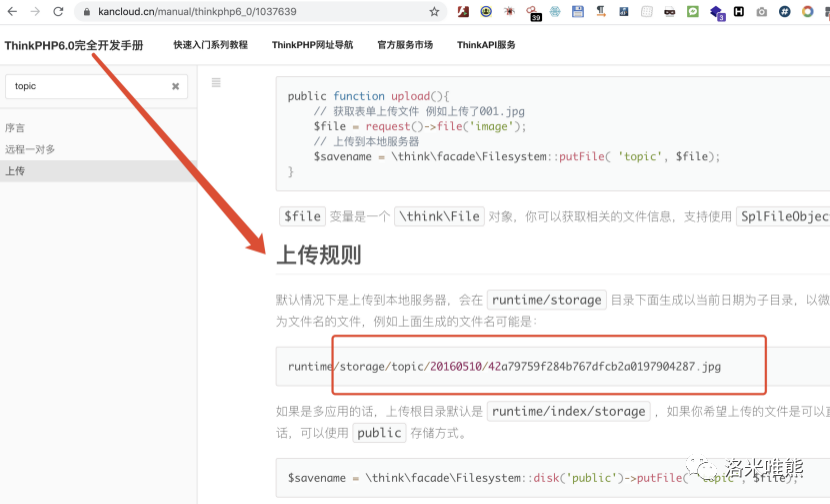 kancloud.cn/manual/thinkphp6_0/1037639
39
3
ThinkPHP6.0完全开发手册
快速入门系列教程
ThinkPHP网址导航
官方服务市场
ThinkAPI服务
topic
序言
远程一对多
上传
public function upload(){
// 获取表单上传文件 例如上传了001.jpg
$file = request()->file('image');
// 上传到本地服务器
$savename = \think\facade\Filesystem::putFile( 'topic', $file);
}
$file 变量是一个 \think\File 对象，你可以获取相关的文件信息，支持使用 SplFileObjec
上传规则
默认情况下是上传到本地服务器，会在 runtime/storage 目录下面生成以当前日期为子目录，以微
为文件名的文件，例如上面生成的文件名可能是：
runtime/storage/topic/20160510/42a79759f284b767dfcb2a0197904287.jpg
如果是多应用的话，上传根目录默认是 runtime/index/storage ，如果你希望上传的文件是可以直
话，可以使用 public 存储方式。
$savename = \think\facade\Filesystem::disk('public')->putFile( 'topic', $file);
洛米唯熊